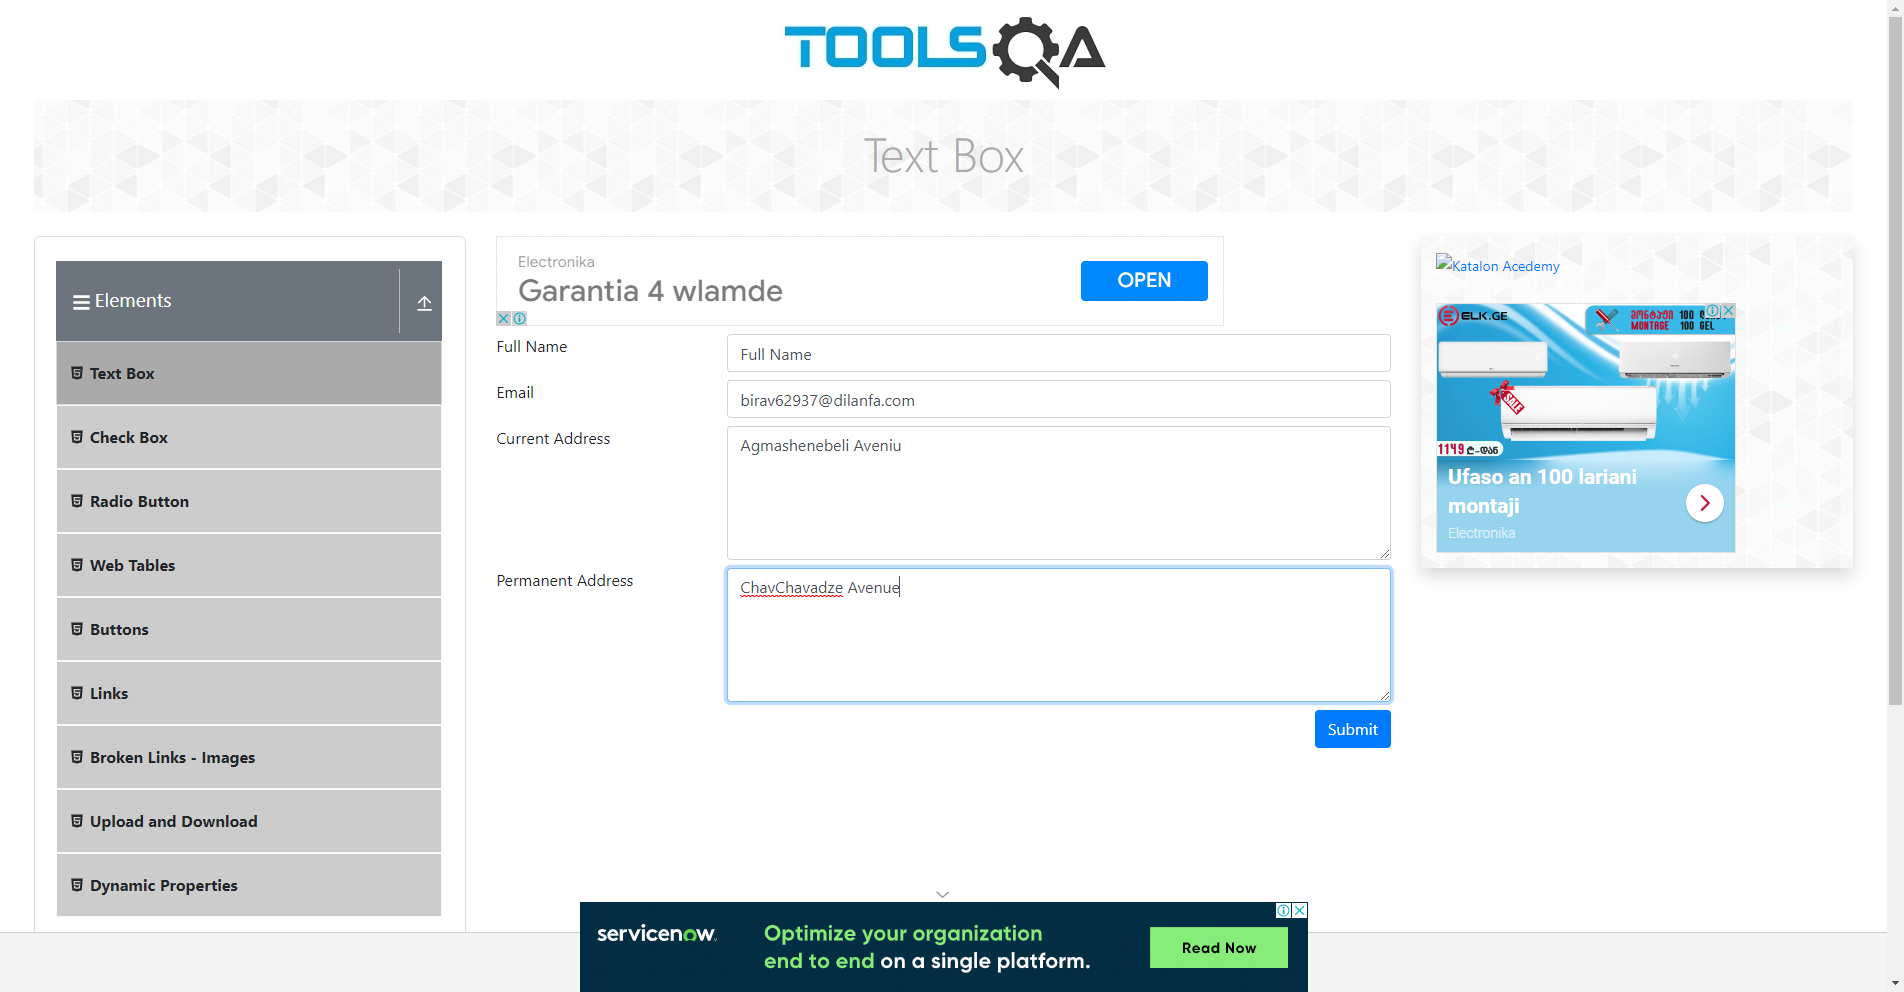 TOOLSQA
Text Box
Elements
Text Box
Check Box
Radio Button
Web Tables
Buttons
Links
Broken Links - Images
Upload and Download
Dynamic Properties
Electronika
Garantia 4 wlamde
OPEN
Full Name
Full Name
Email
birav62937@dilanfa.com
Current Address
Agmashenebeli Aveniu
Permanent Address
ChavChavadze Avenue
Submit
Katalon Acedemy
ELK.GE
მონტაჟი 100
MONTAGE 100 GEL
SALE
1149 ₾-დან
Ufaso an 100 lariani
montaji
Electronika
servicenow
Optimize your organization
end to end on a single platform.
Read Now